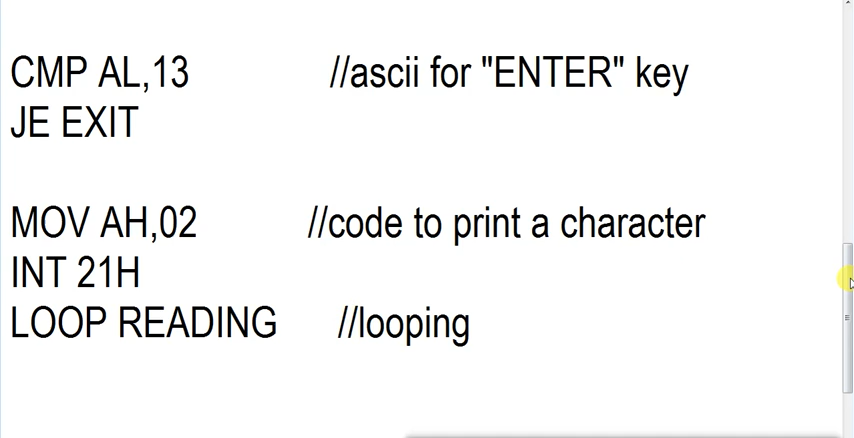 CMP AL,13 //ascii for "ENTER" key
JE EXIT
MOV AH,02 //code to print a character
INT 21H
LOOP READING //looping